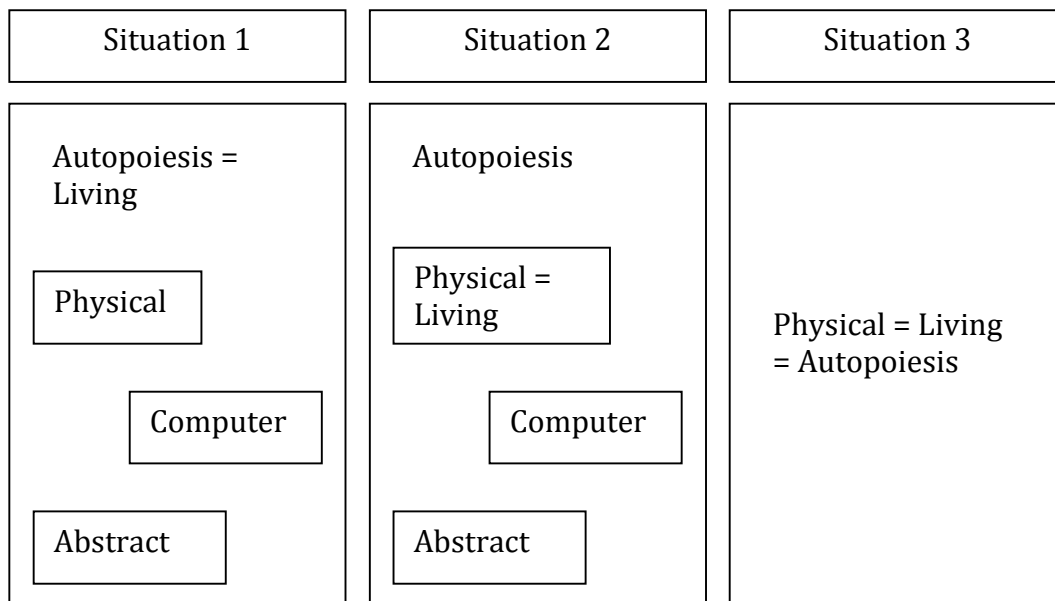 Situation 1
Situation 2
Situation 3
Autopoiesis =
Living
Physical
Computer
Abstract
Autopoiesis
Physical =
Living
Computer
Abstract
Physical = Living
= Autopoiesis